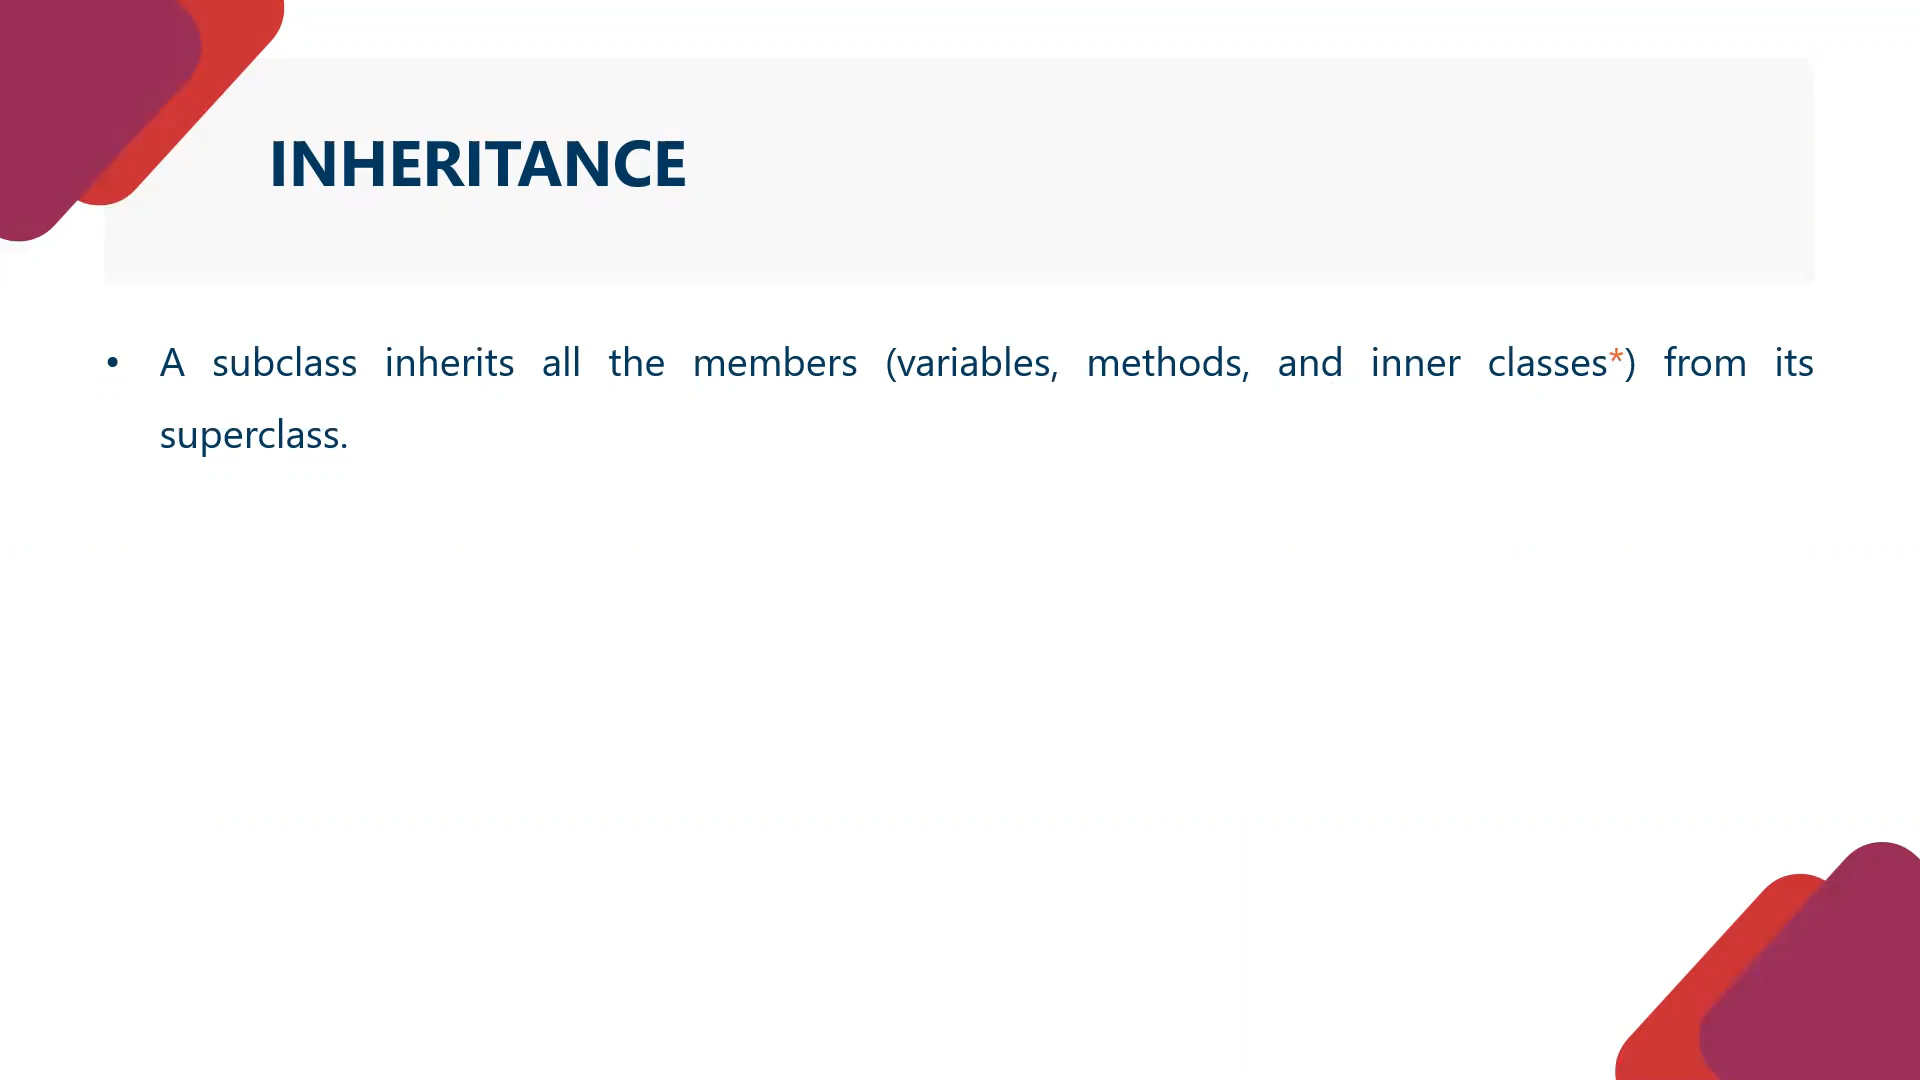 INHERITANCE
• A subclass inherits all the members (variables, methods, and inner classes*) from its
superclass.